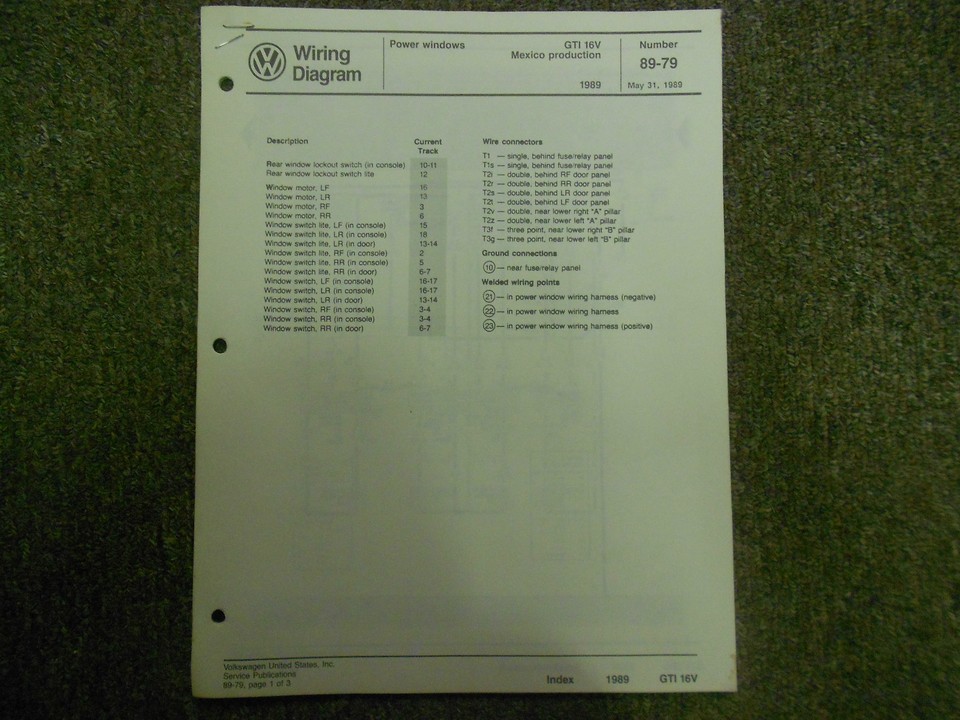 Wiring
Diagram
Power windows
GTI 16V
Mexico production
1989
Number
89-79
May 31, 1989
Description
Current
Track
Rear window lockout switch (in console) 10-11
Rear window lockout switch lite 12
Window motor, LF 16
Window motor, LR 13
Window motor, RF 3
Window motor, RR 6
Window switch lite, LF (in console) 15
Window switch lite, LR (in console) 18
Window switch lite, LR (in door) 13-14
Window switch lite, RF (in console) 2
Window switch lite, RR (in console) 5
Window switch lite, RR (in door) 6-7
Window switch, LF (in console) 16-17
Window switch, LR (in console) 16-17
Window switch, LR (in door) 13-14
Window switch, RF (in console) 3-4
Window switch, RR (in console) 3-4
Window switch, RR (in door) 6-7
Wire connectors
T1 — single, behind fuse/relay panel
T1s — single, behind fuse/relay panel
T2i — double, behind RF door panel
T2r — double, behind RR door panel
T2s — double, behind LR door panel
T2t — double, behind LF door panel
T2v — double, near lower right "A" pillar
T2z — double, near lower left "A" pillar
T3f — three point, near lower right "B" pillar
T3g — three point, near lower left "B" pillar
Ground connections
10 — near fuse/relay panel
Welded wiring points
21 — in power window wiring harness (negative)
22 — in power window wiring harness
23 — in power window wiring harness (positive)
Volkswagen United States, Inc.
Service Publications
89-79, page 1 of 3
Index 1989 GTI 16V